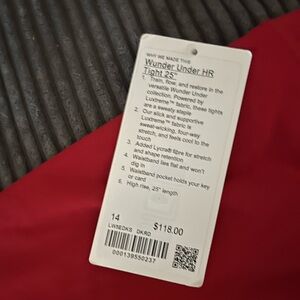 WHY WE MADE THIS
Wunder Under HR
Tight 25"
1. Train, flow, and restore in the
versatile Wunder Under
collection. Powered by
Luxtreme™ fabric, these tights
are a sweaty staple
2. Our slick and supportive
Luxtreme™ fabric is
sweat-wicking, four-way
stretch, and feels cool to the
touch
3. Added Lycra® fibre for stretch
and shape retention
4. Waistband lies flat and won't
dig in
5. Waistband pocket holds your key
or card
6. High rise, 25" length
14
$118.00
LW5EDKS DKRD
000139550237